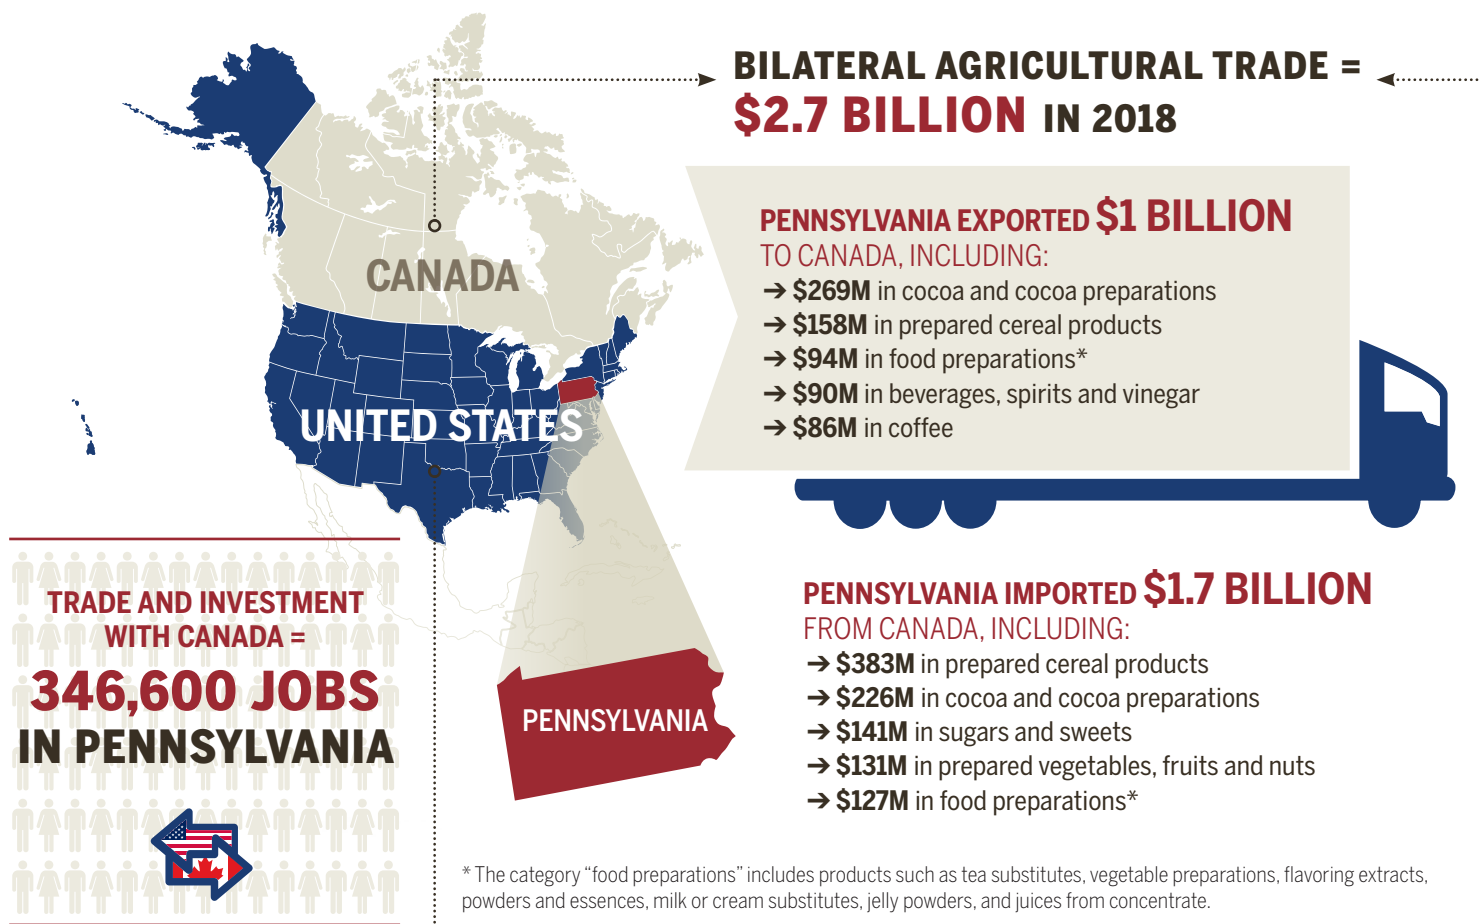 BILATERAL AGRICULTURAL TRADE =
$2.7 BILLION IN 2018
CANADA
UNITED STATES
PENNSYLVANIA EXPORTED $1 BILLION
TO CANADA, INCLUDING:
➔ $269M in cocoa and cocoa preparations
➔ $158M in prepared cereal products
➔ $94M in food preparations*
➔ $90M in beverages, spirits and vinegar
➔ $86M in coffee
TRADE AND INVESTMENT
WITH CANADA =
346,600 JOBS
IN PENNSYLVANIA
PENNSYLVANIA
PENNSYLVANIA IMPORTED $1.7 BILLION
FROM CANADA, INCLUDING:
➔ $383M in prepared cereal products
➔ $226M in cocoa and cocoa preparations
➔ $141M in sugars and sweets
➔ $131M in prepared vegetables, fruits and nuts
➔ $127M in food preparations*
* The category “food preparations” includes products such as tea substitutes, vegetable preparations, flavoring extracts,
powders and essences, milk or cream substitutes, jelly powders, and juices from concentrate.